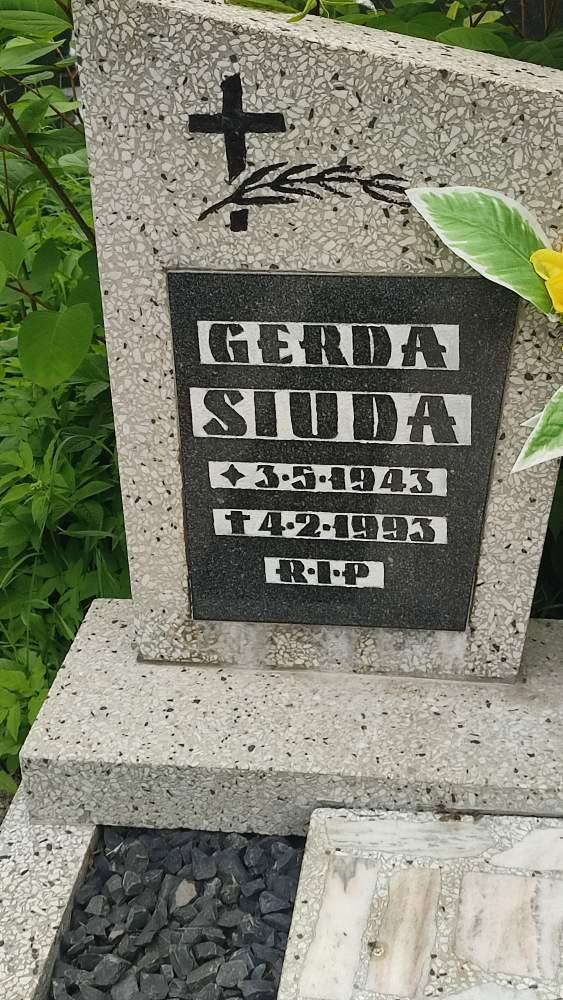 GERDA
SIUDA
✦ 3·5·1943
✝ 4·2·1993
R·I·P